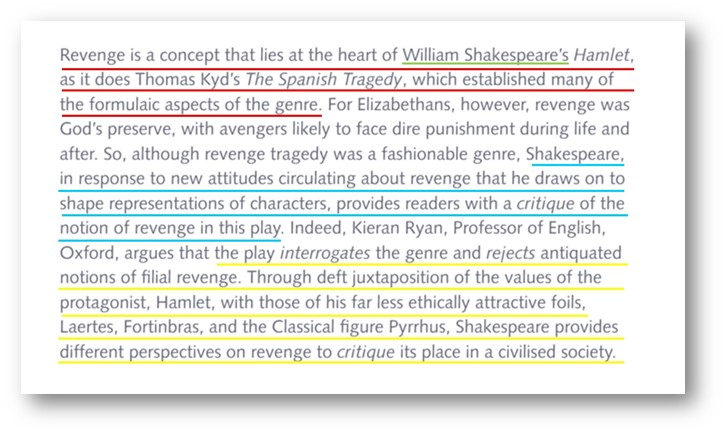 Revenge is a concept that lies at the heart of William Shakespeare's Hamlet,
as it does Thomas Kyd's The Spanish Tragedy, which established many of
the formulaic aspects of the genre. For Elizabethans, however, revenge was
God's preserve, with avengers likely to face dire punishment during life and
after. So, although revenge tragedy was a fashionable genre, Shakespeare,
in response to new attitudes circulating about revenge that he draws on to
shape representations of characters, provides readers with a critique of the
notion of revenge in this play. Indeed, Kieran Ryan, Professor of English,
Oxford, argues that the play interrogates the genre and rejects antiquated
notions of filial revenge. Through deft juxtaposition of the values of the
protagonist, Hamlet, with those of his far less ethically attractive foils,
Laertes, Fortinbras, and the Classical figure Pyrrhus, Shakespeare provides
different perspectives on revenge to critique its place in a civilised society.